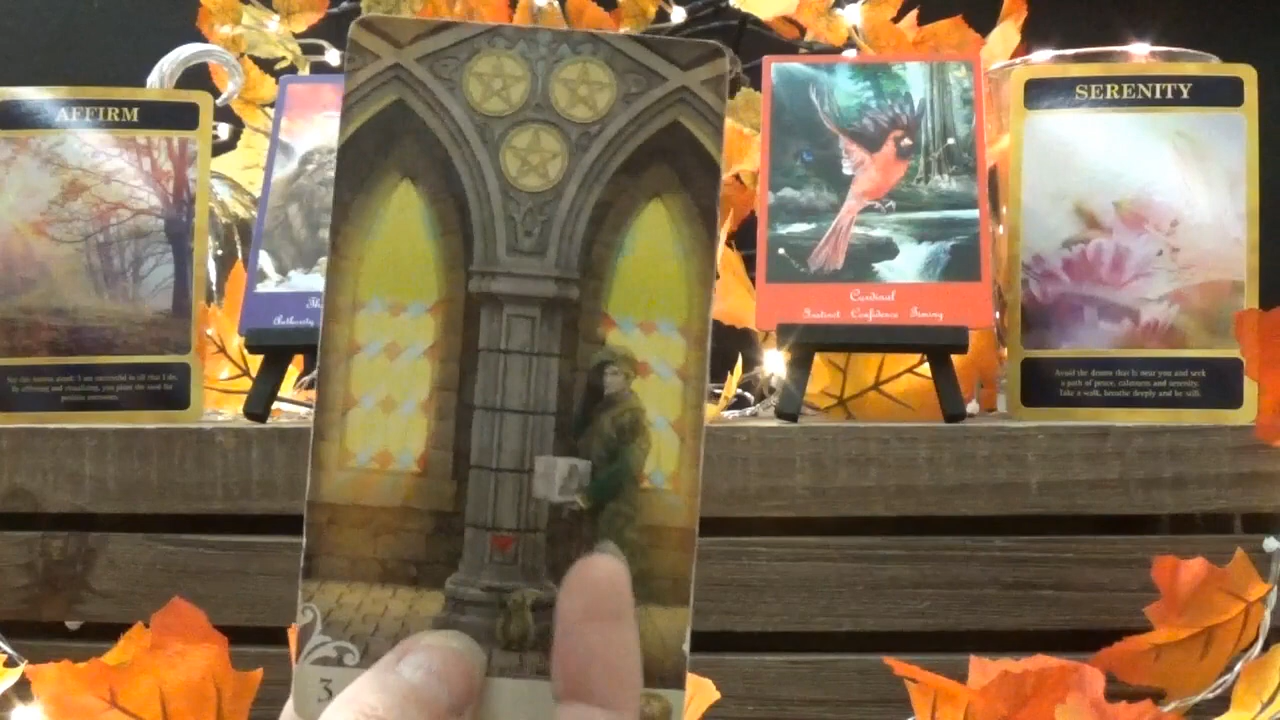 AFFIRM
Say this mantra aloud: I am successful in all that I do.
By affirming and visualizing, you plant the seed for
positive outcomes.
Authority
3
Cardinal
Instinct Confidence Timing
SERENITY
Avoid the drama that is near you and seek
a path of peace, calmness and serenity.
Take a walk, breathe deeply and be still.